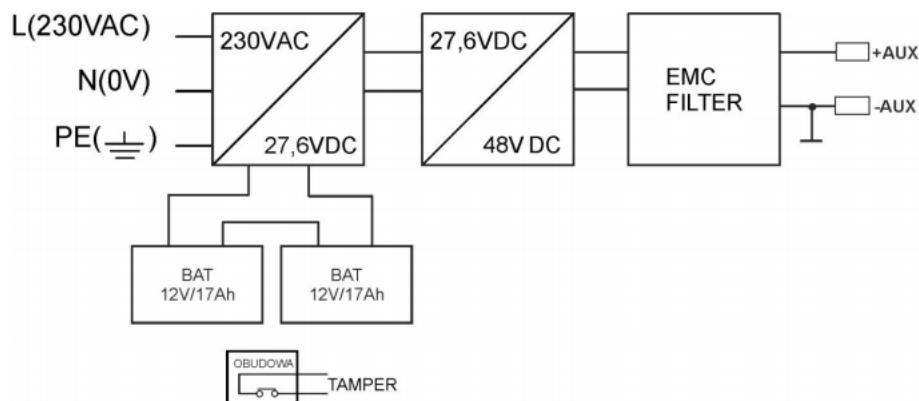 L(230VAC)
N(0V)
PE( )
230VAC
27,6VDC
27,6VDC
48V DC
EMC
FILTER
+AUX
-AUX
BAT
12V/17Ah
BAT
12V/17Ah
OBUDOWA
TAMPER